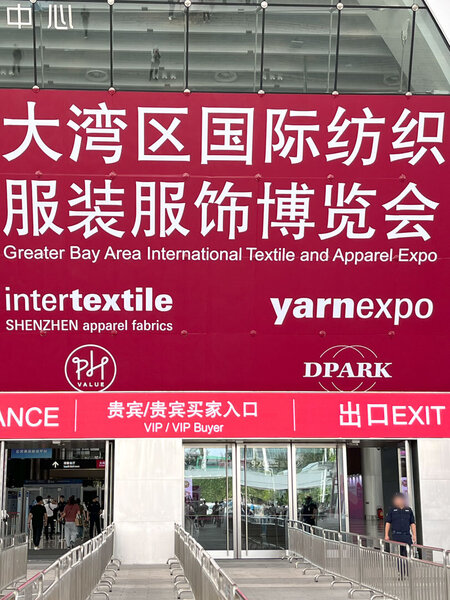 中心
大湾区国际纺织
服装服饰博览会
Greater Bay Area International Textile and Apparel Expo
intertextile
SHENZHEN apparel fabrics
yarnexpo
PH
VALUE
DPARK
ANCE
贵宾/贵宾买家入口
VIP / VIP Buyer
出口EXIT